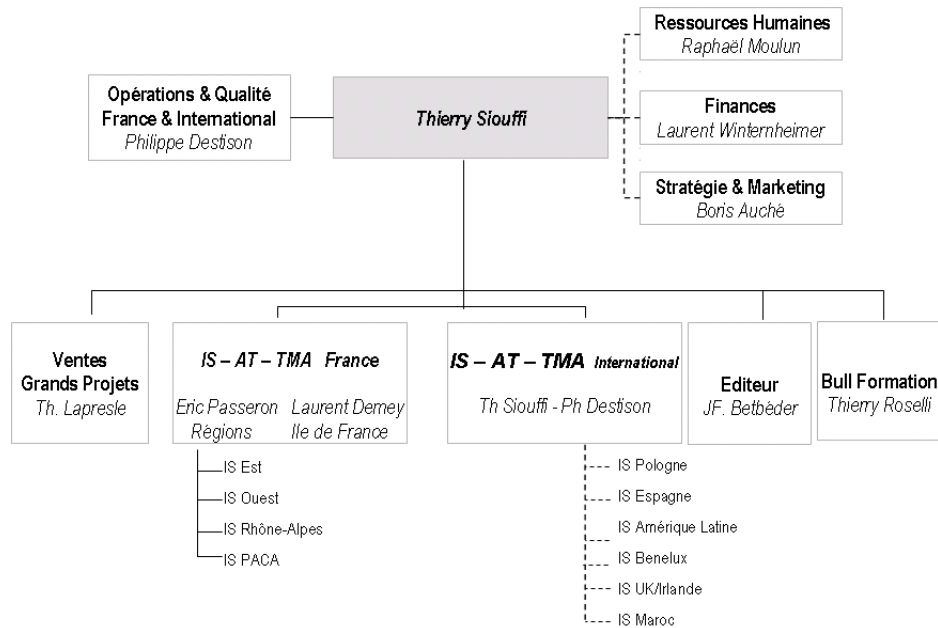 Ressources Humaines
Raphaël Moulun
Opérations & Qualité
France & International
Philippe Destison
Thierry Siouffi
Finances
Laurent Winternheimer
Stratégie & Marketing
Boris Auché
Ventes
Grands Projets
Th. Lapresle
IS – AT – TMA France
Eric Passeron
Régions
Laurent Demey
Ile de France
IS – AT – TMA International
Th Siouffi - Ph Destison
Editeur
JF. Betbéder
Bull Formation
Thierry Roselli
IS Est
IS Ouest
IS Rhône-Alpes
IS PACA
IS Pologne
IS Espagne
IS Amérique Latine
IS Benelux
IS UK/Irlande
IS Maroc